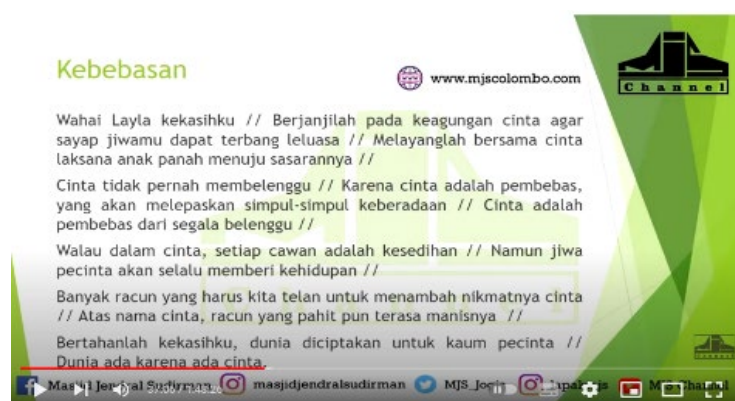 Kebebasan
www.mjscolombo.com
Channel
Wahai Layla kekasihku // Berjanjilah pada keagungan cinta agar
sayap jiwamu dapat terbang leluasa // Melayanglah bersama cinta
laksana anak panah menuju sasarannya //
Cinta tidak pernah membelenggu // Karena cinta adalah pembebas,
yang akan melepaskan simpul-simpul keberadaan // Cinta adalah
pembebas dari segala belenggu //
Walau dalam cinta, setiap cawan adalah kesedihan // Namun jiwa
pecinta akan selalu memberi kehidupan //
Banyak racun yang harus kita telan untuk menambah nikmatnya cinta
// Atas nama cinta, racun yang pahit pun terasa manisnya //
Bertahanlah kekasihku, dunia diciptakan untuk kaum pecinta //
Dunia ada karena ada cinta.
Masjid Jendral Sudirman masjidjendralsudirman MJS_Jogja